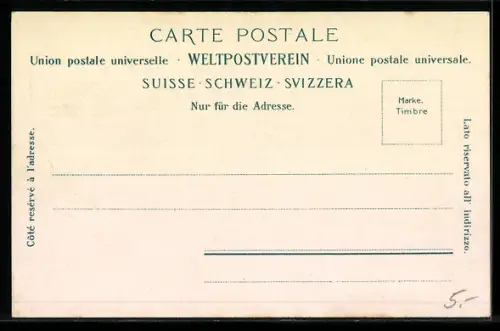 CARTE POSTALE
Union postale universelle · WELTPOSTVEREIN · Unione postale universale.
SUISSE · SCHWEIZ · SVIZZERA
Nur für die Adresse.
Marke.
Timbre
Côté resérvé à l'adresse.
Lato riservato all' indirizzo.
5.-